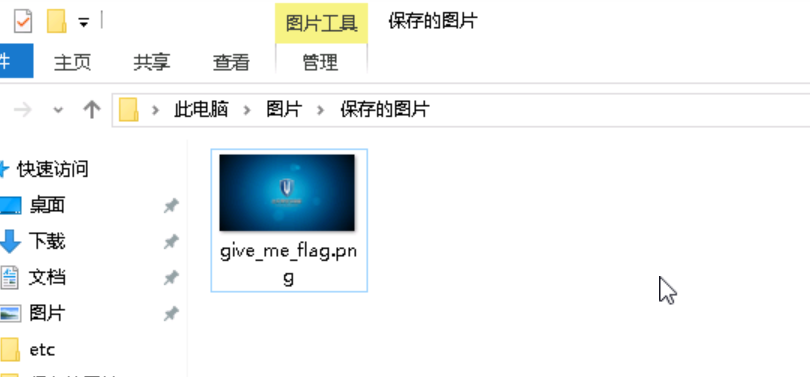 图片工具
保存的图片
件
主页
共享
查看
管理
此电脑 > 图片 > 保存的图片
快速访问
桌面
下载
文档
图片
etc
give_me_flag.pn
g